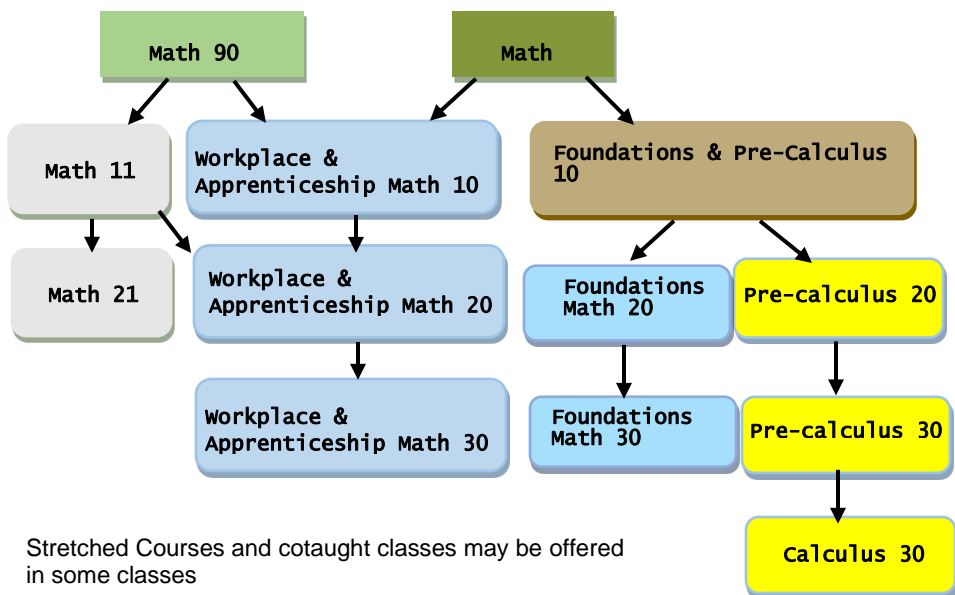 Math 90
Math
Math 11
Workplace &
Apprenticeship Math 10
Foundations & Pre-Calculus
10
Math 21
Workplace &
Apprenticeship Math 20
Foundations
Math 20
Pre-calculus 20
Workplace &
Apprenticeship Math 30
Foundations
Math 30
Pre-calculus 30
Calculus 30
Stretched Courses and cotaught classes may be offered
in some classes